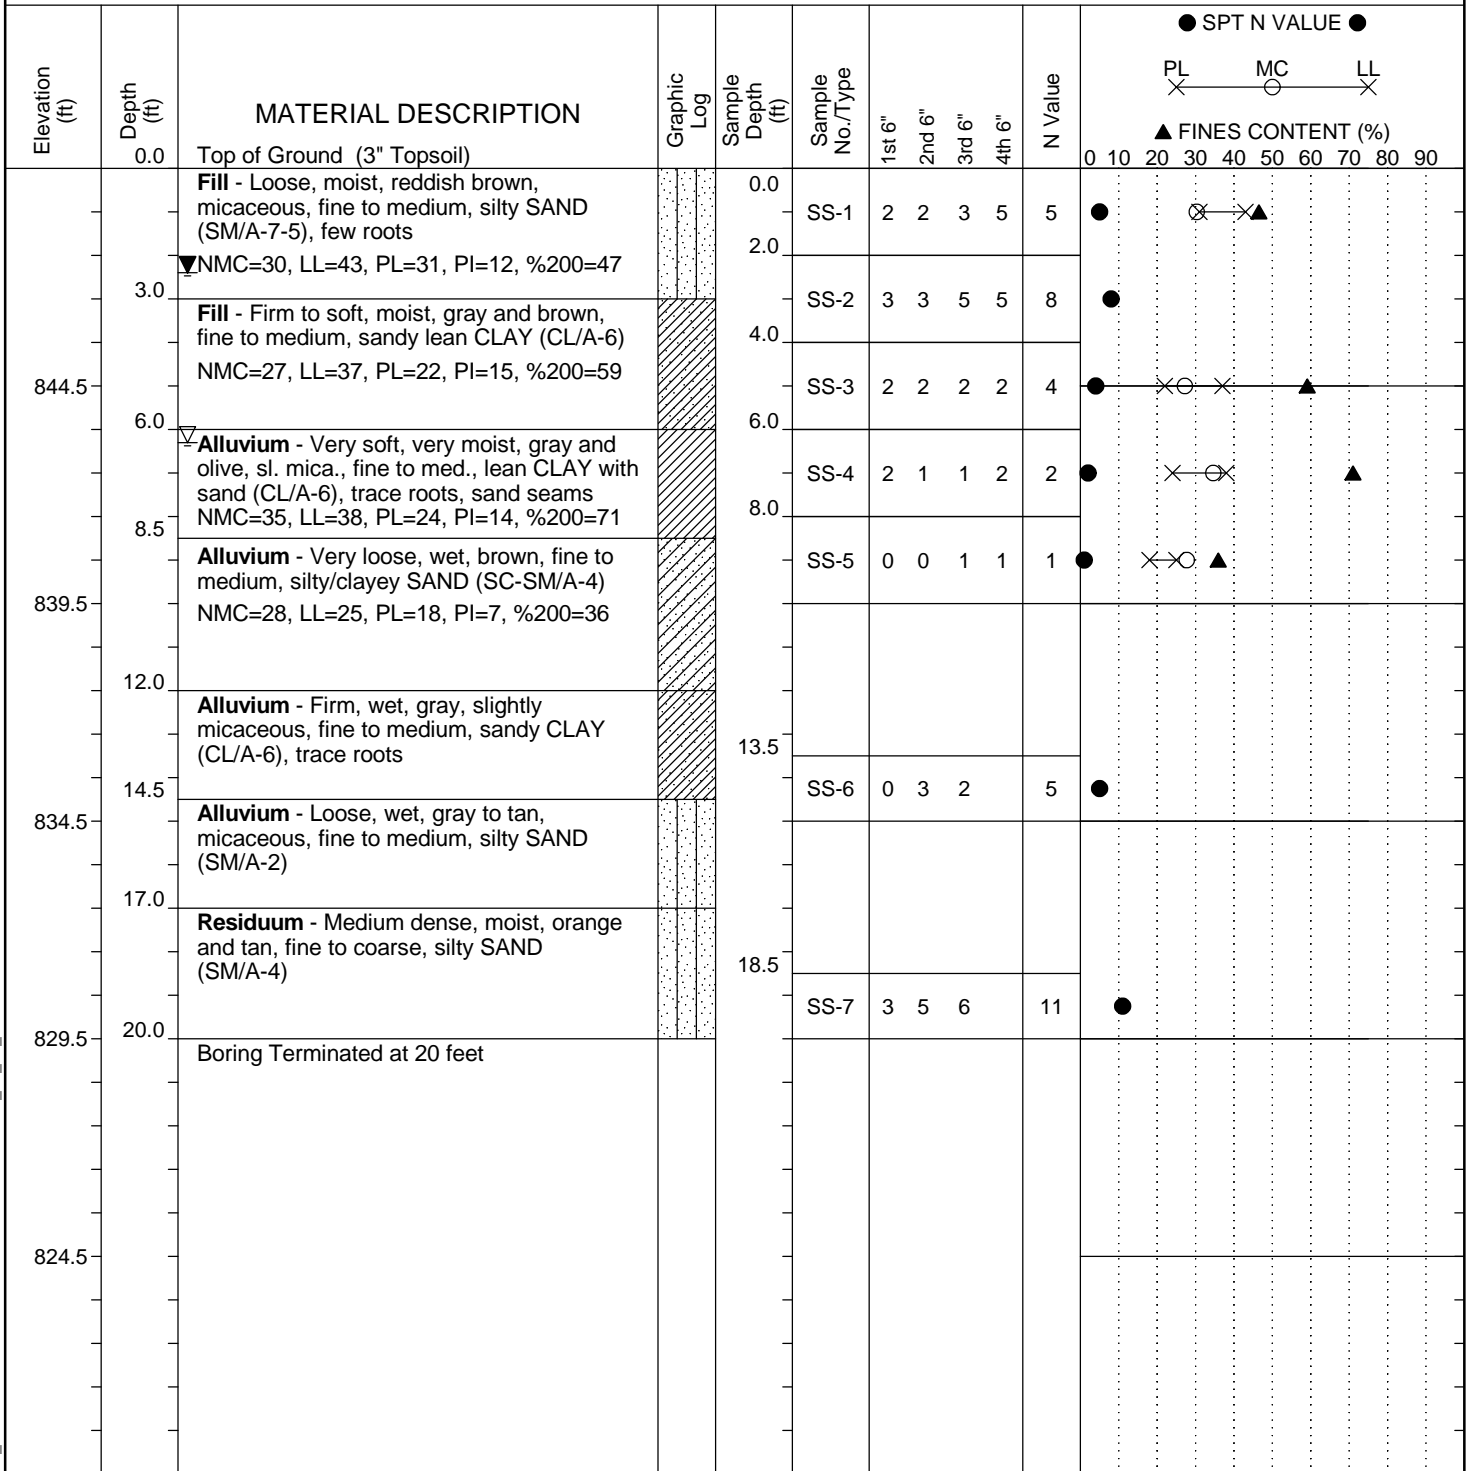 ● SPT N VALUE ●
PL MC LL
▲ FINES CONTENT (%)
Elevation (ft)
Depth (ft)
MATERIAL DESCRIPTION
Graphic Log
Sample Depth (ft)
Sample No./Type
1st 6"
2nd 6"
3rd 6"
4th 6"
N Value
0 10 20 30 40 50 60 70 80 90
0.0 Top of Ground (3" Topsoil)
Fill - Loose, moist, reddish brown,
micaceous, fine to medium, silty SAND
(SM/A-7-5), few roots
NMC=30, LL=43, PL=31, PI=12, %200=47
0.0
SS-1 2 2 3 5 5
2.0
3.0
Fill - Firm to soft, moist, gray and brown,
fine to medium, sandy lean CLAY (CL/A-6)
NMC=27, LL=37, PL=22, PI=15, %200=59
SS-2 3 3 5 5 8
4.0
844.5
SS-3 2 2 2 2 4
6.0
6.0
Alluvium - Very soft, very moist, gray and
olive, sl. mica., fine to med., lean CLAY with
sand (CL/A-6), trace roots, sand seams
NMC=35, LL=38, PL=24, PI=14, %200=71
SS-4 2 1 1 2 2
8.0
8.5
Alluvium - Very loose, wet, brown, fine to
medium, silty/clayey SAND (SC-SM/A-4)
NMC=28, LL=25, PL=18, PI=7, %200=36
SS-5 0 0 1 1 1
839.5
12.0
Alluvium - Firm, wet, gray, slightly
micaceous, fine to medium, sandy CLAY
(CL/A-6), trace roots
13.5
14.5
SS-6 0 3 2 5
834.5
Alluvium - Loose, wet, gray to tan,
micaceous, fine to medium, silty SAND
(SM/A-2)
17.0
Residuum - Medium dense, moist, orange
and tan, fine to coarse, silty SAND
(SM/A-4)
18.5
SS-7 3 5 6 11
20.0
829.5
Boring Terminated at 20 feet
824.5